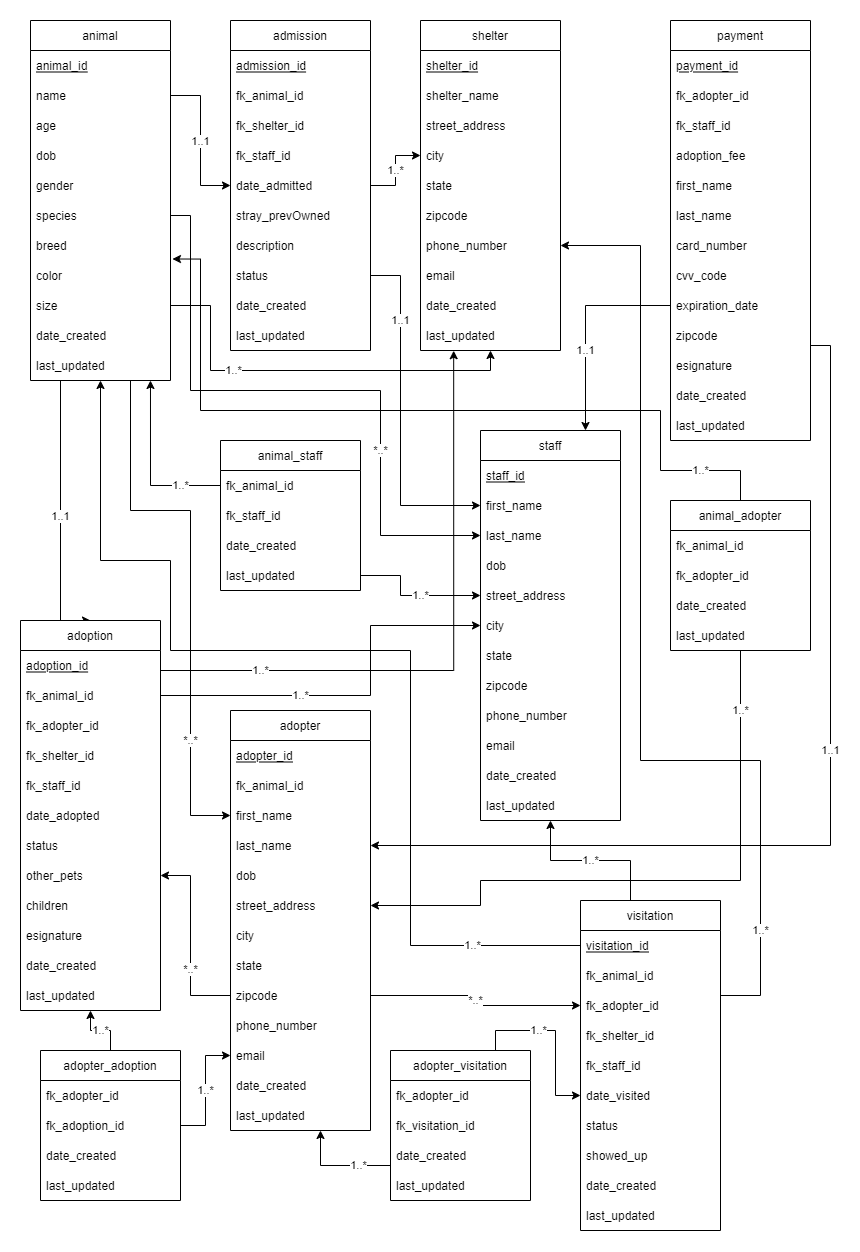 animal
animal_id
name
age
dob
gender
species
breed
color
size
date_created
last_updated
admission
admission_id
fk_animal_id
fk_shelter_id
fk_staff_id
date_admitted
stray_prevOwned
description
status
date_created
last_updated
shelter
shelter_id
shelter_name
street_address
city
state
zipcode
phone_number
email
date_created
last_updated
payment
payment_id
fk_adopter_id
fk_staff_id
adoption_fee
first_name
last_name
card_number
cvv_code
expiration_date
zipcode
esignature
date_created
last_updated
1..1
1..*
1..1
1..1
1..*
*..*
1..*
1..1
1..*
animal_staff
fk_animal_id
fk_staff_id
date_created
last_updated
1..*
staff
staff_id
first_name
last_name
dob
street_address
city
state
zipcode
phone_number
email
date_created
last_updated
animal_adopter
fk_animal_id
fk_adopter_id
date_created
last_updated
adoption
adoption_id
fk_animal_id
fk_adopter_id
fk_shelter_id
fk_staff_id
date_adopted
status
other_pets
children
esignature
date_created
last_updated
1..*
1..*
*..*
1..*
1..1
adopter
adopter_id
fk_animal_id
first_name
last_name
dob
street_address
city
state
zipcode
phone_number
email
date_created
last_updated
1..*
1..*
1..*
*..*
*..*
visitation
visitation_id
fk_animal_id
fk_adopter_id
fk_shelter_id
fk_staff_id
date_visited
status
showed_up
date_created
last_updated
1..*
1..*
1..*
1..*
adopter_adoption
fk_adopter_id
fk_adoption_id
date_created
last_updated
adopter_visitation
fk_adopter_id
fk_visitation_id
date_created
last_updated